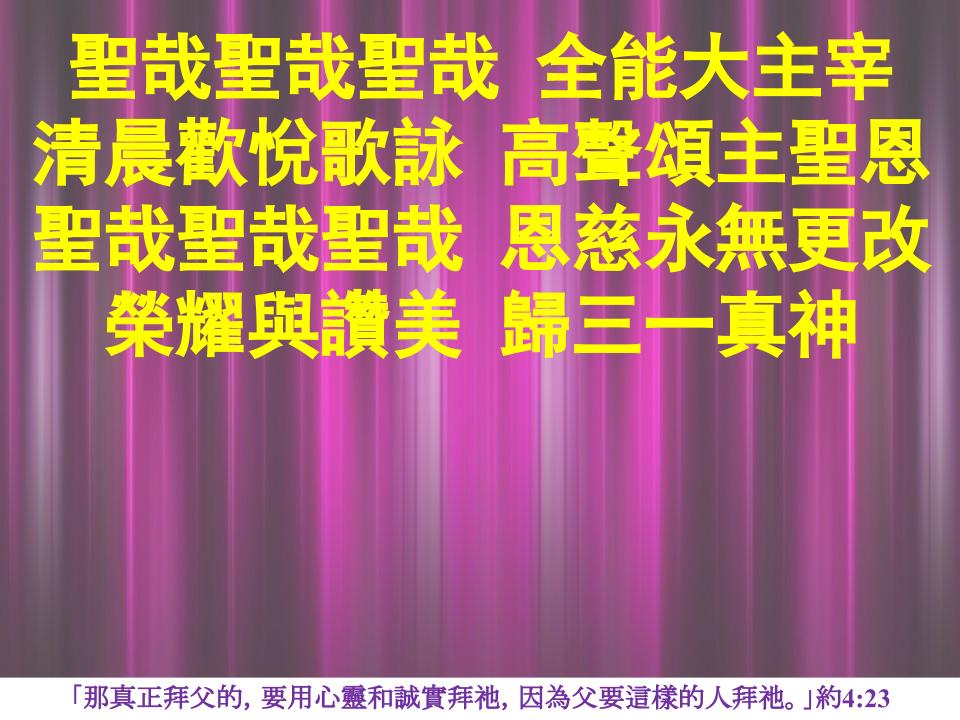 聖哉聖哉聖哉 全能大主宰
清晨歡悅歌詠 高聲頌主聖恩
聖哉聖哉聖哉 恩慈永無更改
榮耀與讚美 歸三一真神
「那真正拜父的，要用心靈和誠實拜祂，因為父要這樣的人拜祂。」約4:23